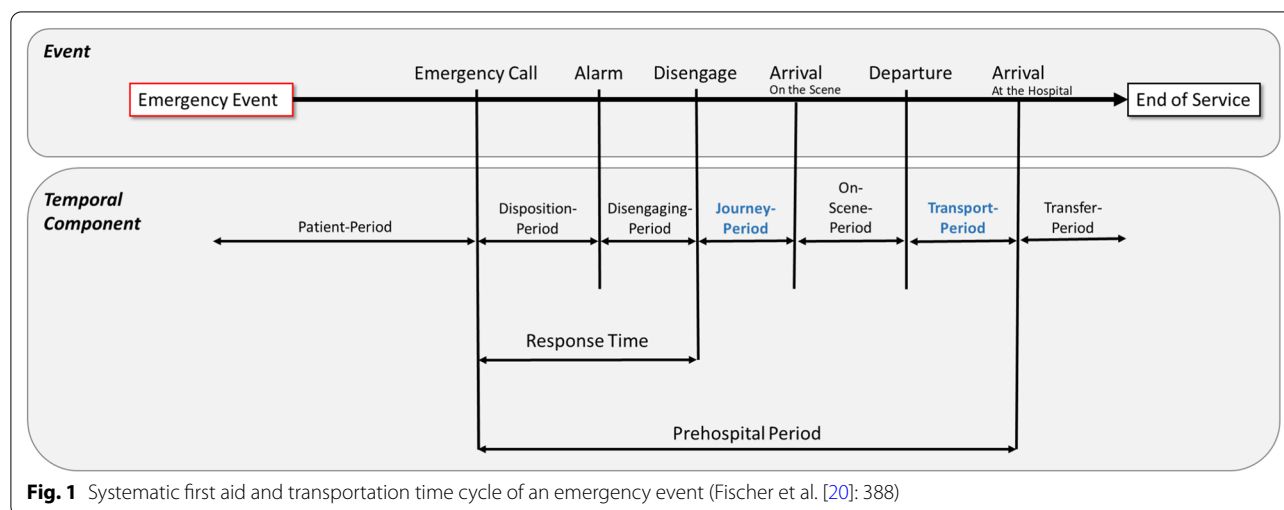 Event
Emergency Call Alarm Disengage Arrival Departure Arrival
On the Scene At the Hospital
Emergency Event End of Service
Temporal
Component
Patient-Period
Disposition-
Period
Disengaging-
Period
Journey-
Period
On-
Scene-
Period
Transport-
Period
Transfer-
Period
Response Time
Prehospital Period
Fig. 1 Systematic first aid and transportation time cycle of an emergency event (Fischer et al. [20]: 388)